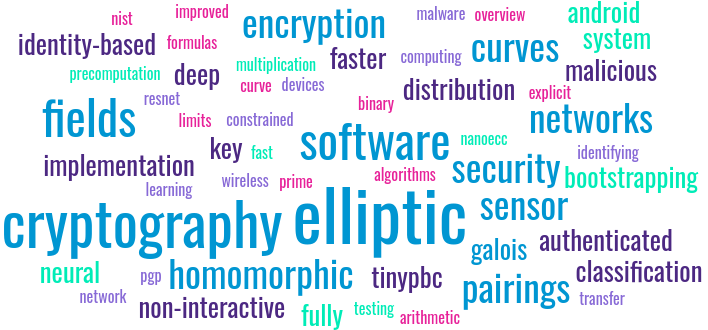 nist
improved
encryption
malware
overview
android
identity-based
formulas
faster
computing
curves
system
precomputation
deep
multiplication
curve
devices
malicious
resnet
binary
distribution
explicit
fields
limits
constrained
software
nanoecc
networks
key
fast
identifying
implementation
algorithms
security
bootstrapping
learning
wireless
prime
cryptography
elliptic
sensor
galois
authenticated
neural
pgp
homomorphic
tinypbc
pairings
classification
network
non-interactive
fully
testing
arithmetic
transfer